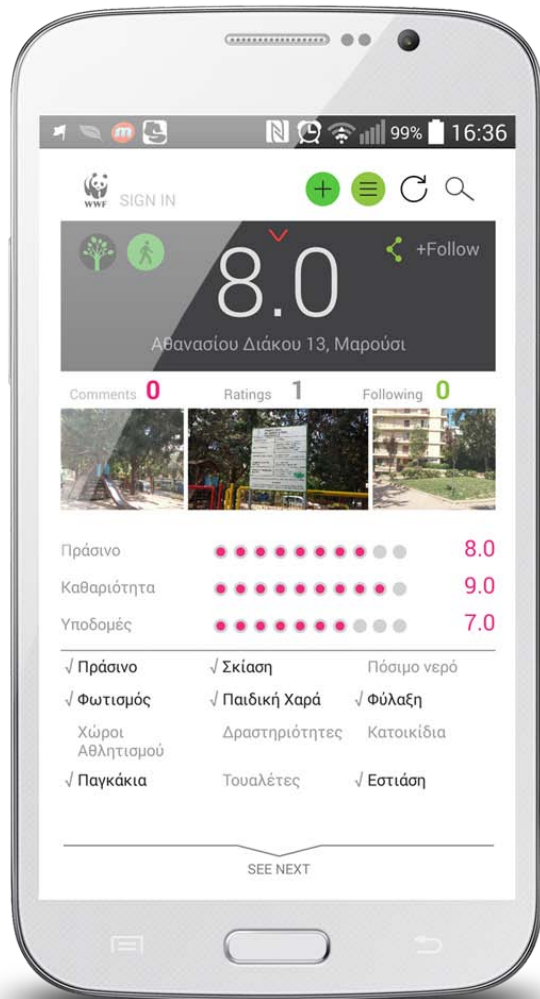 99% 16:36
WWF SIGN IN
+Follow
8.0
Αθανασίου Διάκου 13, Μαρούσι
Comments 0 Ratings 1 Following 0
Πράσινο 8.0
Καθαριότητα 9.0
Υποδομές 7.0
√ Πράσινο √ Σκίαση Πόσιμο νερό
√ Φωτισμός √ Παιδική Χαρά √ Φύλαξη
Χώροι Αθλητισμού Δραστηριότητες Κατοικίδια
√ Παγκάκια Τουαλέτες √ Εστιάση
SEE NEXT